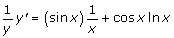 1/y y' = (sin x) 1/x + cos x ln x